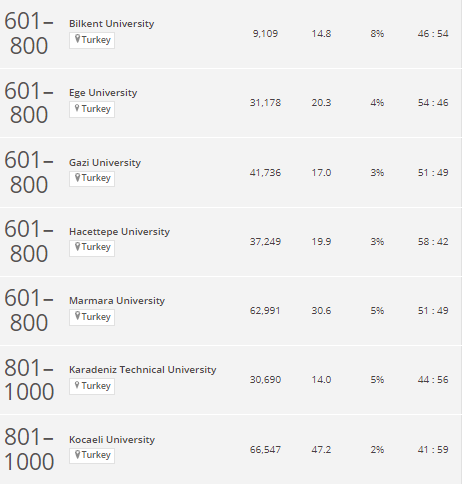 601–
800
Bilkent University
Turkey
9,109 14.8 8% 46 : 54
601–
800
Ege University
Turkey
31,178 20.3 4% 54 : 46
601–
800
Gazi University
Turkey
41,736 17.0 3% 51 : 49
601–
800
Hacettepe University
Turkey
37,249 19.9 3% 58 : 42
601–
800
Marmara University
Turkey
62,991 30.6 5% 51 : 49
801–
1000
Karadeniz Technical University
Turkey
30,690 14.0 5% 44 : 56
801–
1000
Kocaeli University
Turkey
66,547 47.2 2% 41 : 59